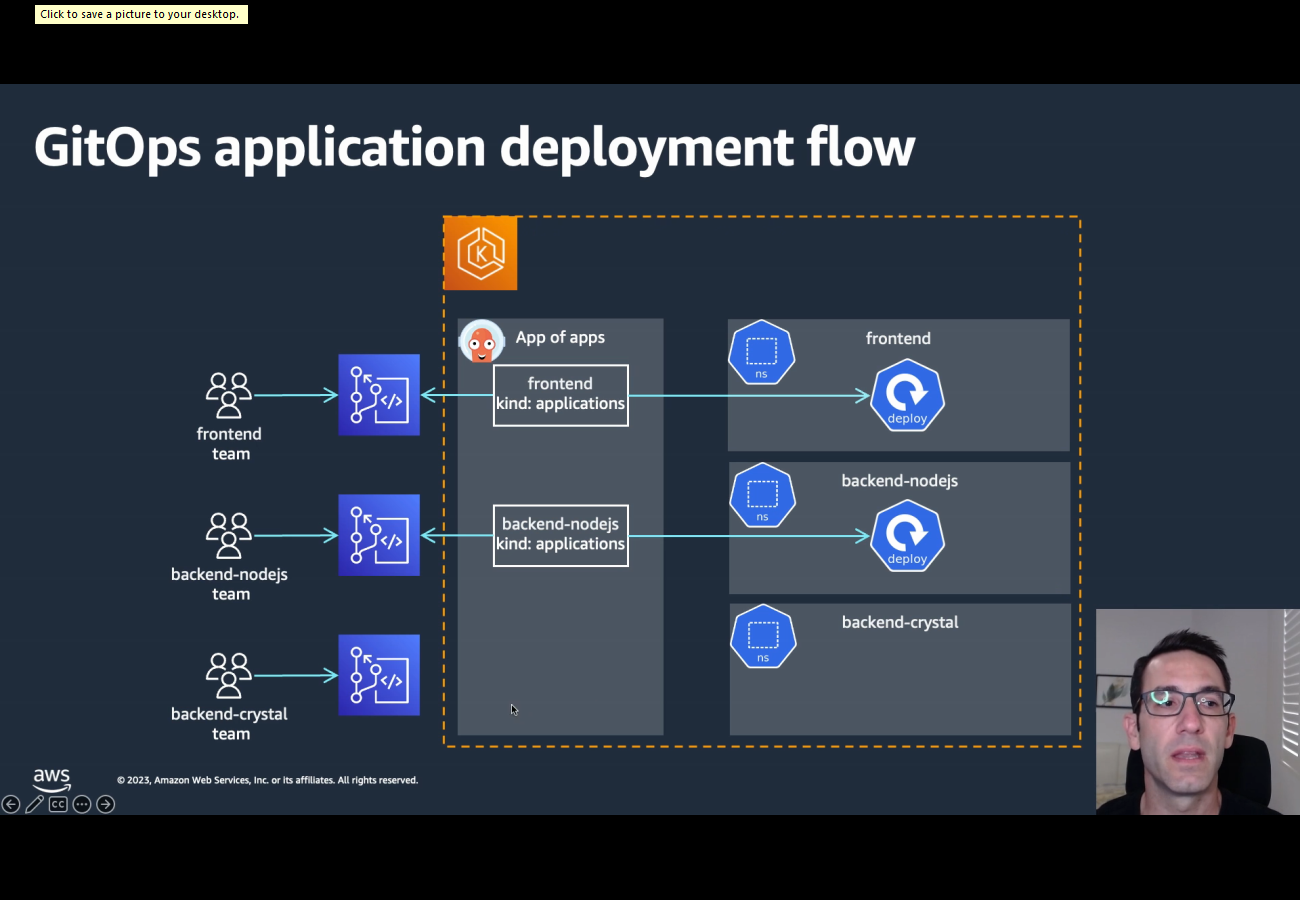 Click to save a picture to your desktop.
GitOps application deployment flow
K
App of apps
frontend
kind: applications
ns
frontend
deploy
frontend
team
backend-nodejs
kind: applications
ns
backend-nodejs
deploy
backend-nodejs
team
ns
backend-crystal
backend-crystal
team
aws
© 2023, Amazon Web Services, Inc. or its affiliates. All rights reserved.
CC